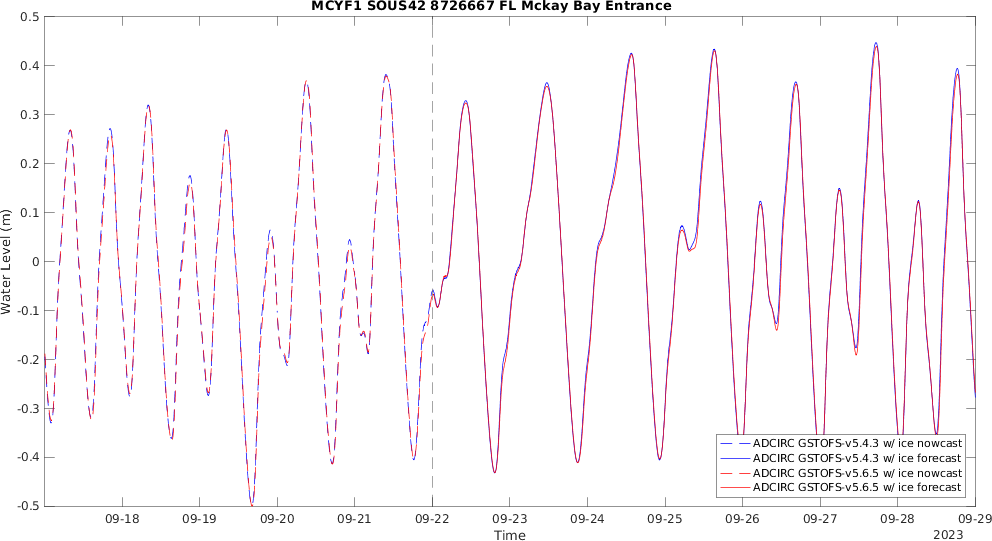 MCYF1 SOUS42 8726667 FL Mckay Bay Entrance
0.5
0.4
0.3
0.2
0.1
0
-0.1
-0.2
-0.3
-0.4
-0.5
Water Level (m)
ADCIRC GSTOFS-v5.4.3 w/ ice nowcast
ADCIRC GSTOFS-v5.4.3 w/ ice forecast
ADCIRC GSTOFS-v5.6.5 w/ ice nowcast
ADCIRC GSTOFS-v5.6.5 w/ ice forecast
09-18 09-19 09-20 09-21 09-22 09-23 09-24 09-25 09-26 09-27 09-28 09-29
Time
2023